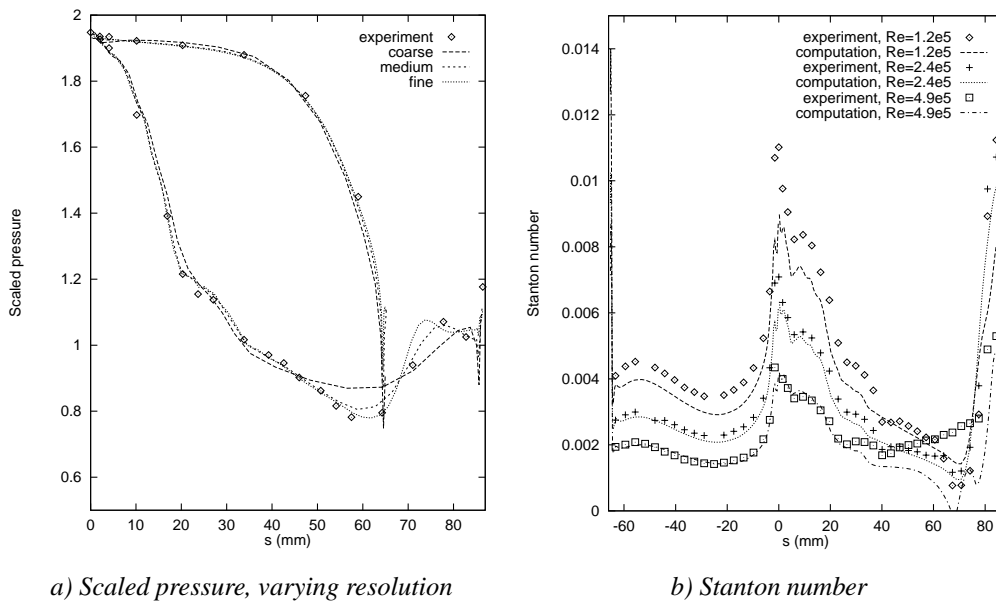 2
1.8
1.6
1.4
1.2
1
0.8
0.6
0
10
20
30
40
50
60
70
80
Scaled pressure
s (mm)
experiment
coarse
medium
fine
a) Scaled pressure, varying resolution
0.014
0.012
0.01
0.008
0.006
0.004
0.002
0
-60
-40
-20
0
20
40
60
80
Stanton number
s (mm)
experiment, Re=1.2e5
computation, Re=1.2e5
experiment, Re=2.4e5
computation, Re=2.4e5
experiment, Re=4.9e5
computation, Re=4.9e5
b) Stanton number